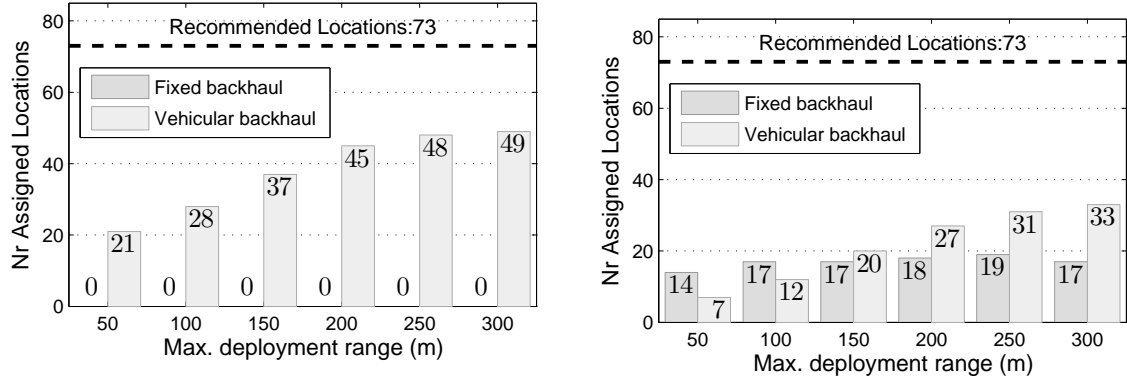 Nr Assigned Locations
80
60
40
20
0
Recommended Locations:73
Fixed backhaul
Vehicular backhaul
0 21 0 28 0 37 0 45 0 48 0 49
50 100 150 200 250 300
Max. deployment range (m)
Nr Assigned Locations
80
60
40
20
0
Recommended Locations:73
Fixed backhaul
Vehicular backhaul
14 7 17 12 17 20 18 27 19 31 17 33
50 100 150 200 250 300
Max. deployment range (m)